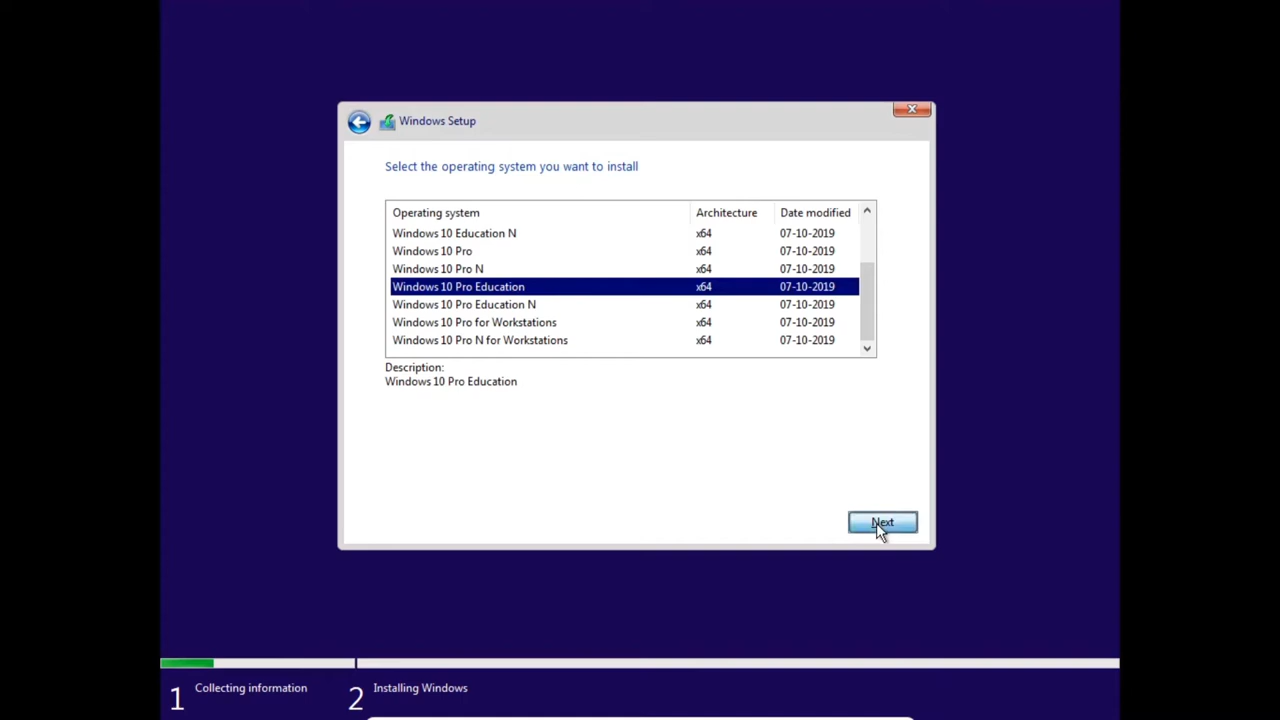 Windows Setup
Select the operating system you want to install
Operating system Architecture Date modified
Windows 10 Education N x64 07-10-2019
Windows 10 Pro x64 07-10-2019
Windows 10 Pro N x64 07-10-2019
Windows 10 Pro Education x64 07-10-2019
Windows 10 Pro Education N x64 07-10-2019
Windows 10 Pro for Workstations x64 07-10-2019
Windows 10 Pro N for Workstations x64 07-10-2019
Description:
Windows 10 Pro Education
Next
1 Collecting information 2 Installing Windows